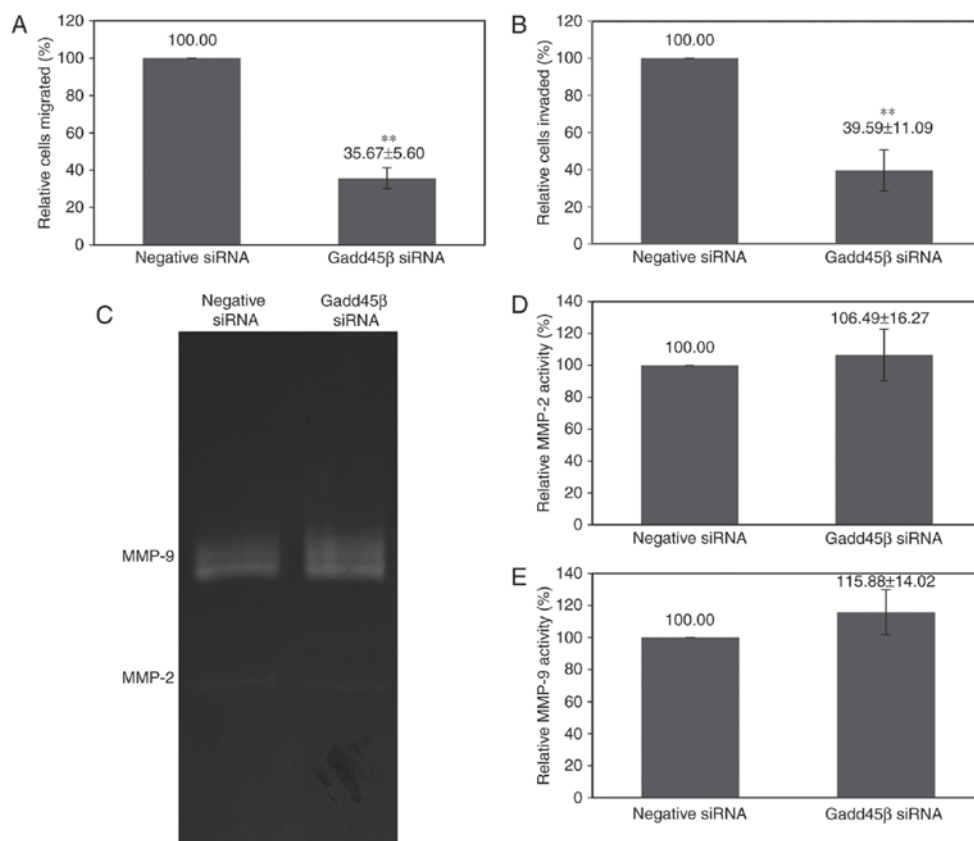 A
Relative cells migrated (%)
120
100
80
60
40
20
0
100.00
**
35.67±5.60
Negative siRNA
Gadd45β siRNA
B
Relative cells invaded (%)
120
100
80
60
40
20
0
100.00
**
39.59±11.09
Negative siRNA
Gadd45β siRNA
C
Negative
siRNA
Gadd45β
siRNA
MMP-9
MMP-2
D
Relative MMP-2 activity (%)
140
120
100
80
60
40
20
0
100.00
106.49±16.27
Negative siRNA
Gadd45β siRNA
E
Relative MMP-9 activity (%)
140
120
100
80
60
40
20
0
100.00
115.88±14.02
Negative siRNA
Gadd45β siRNA